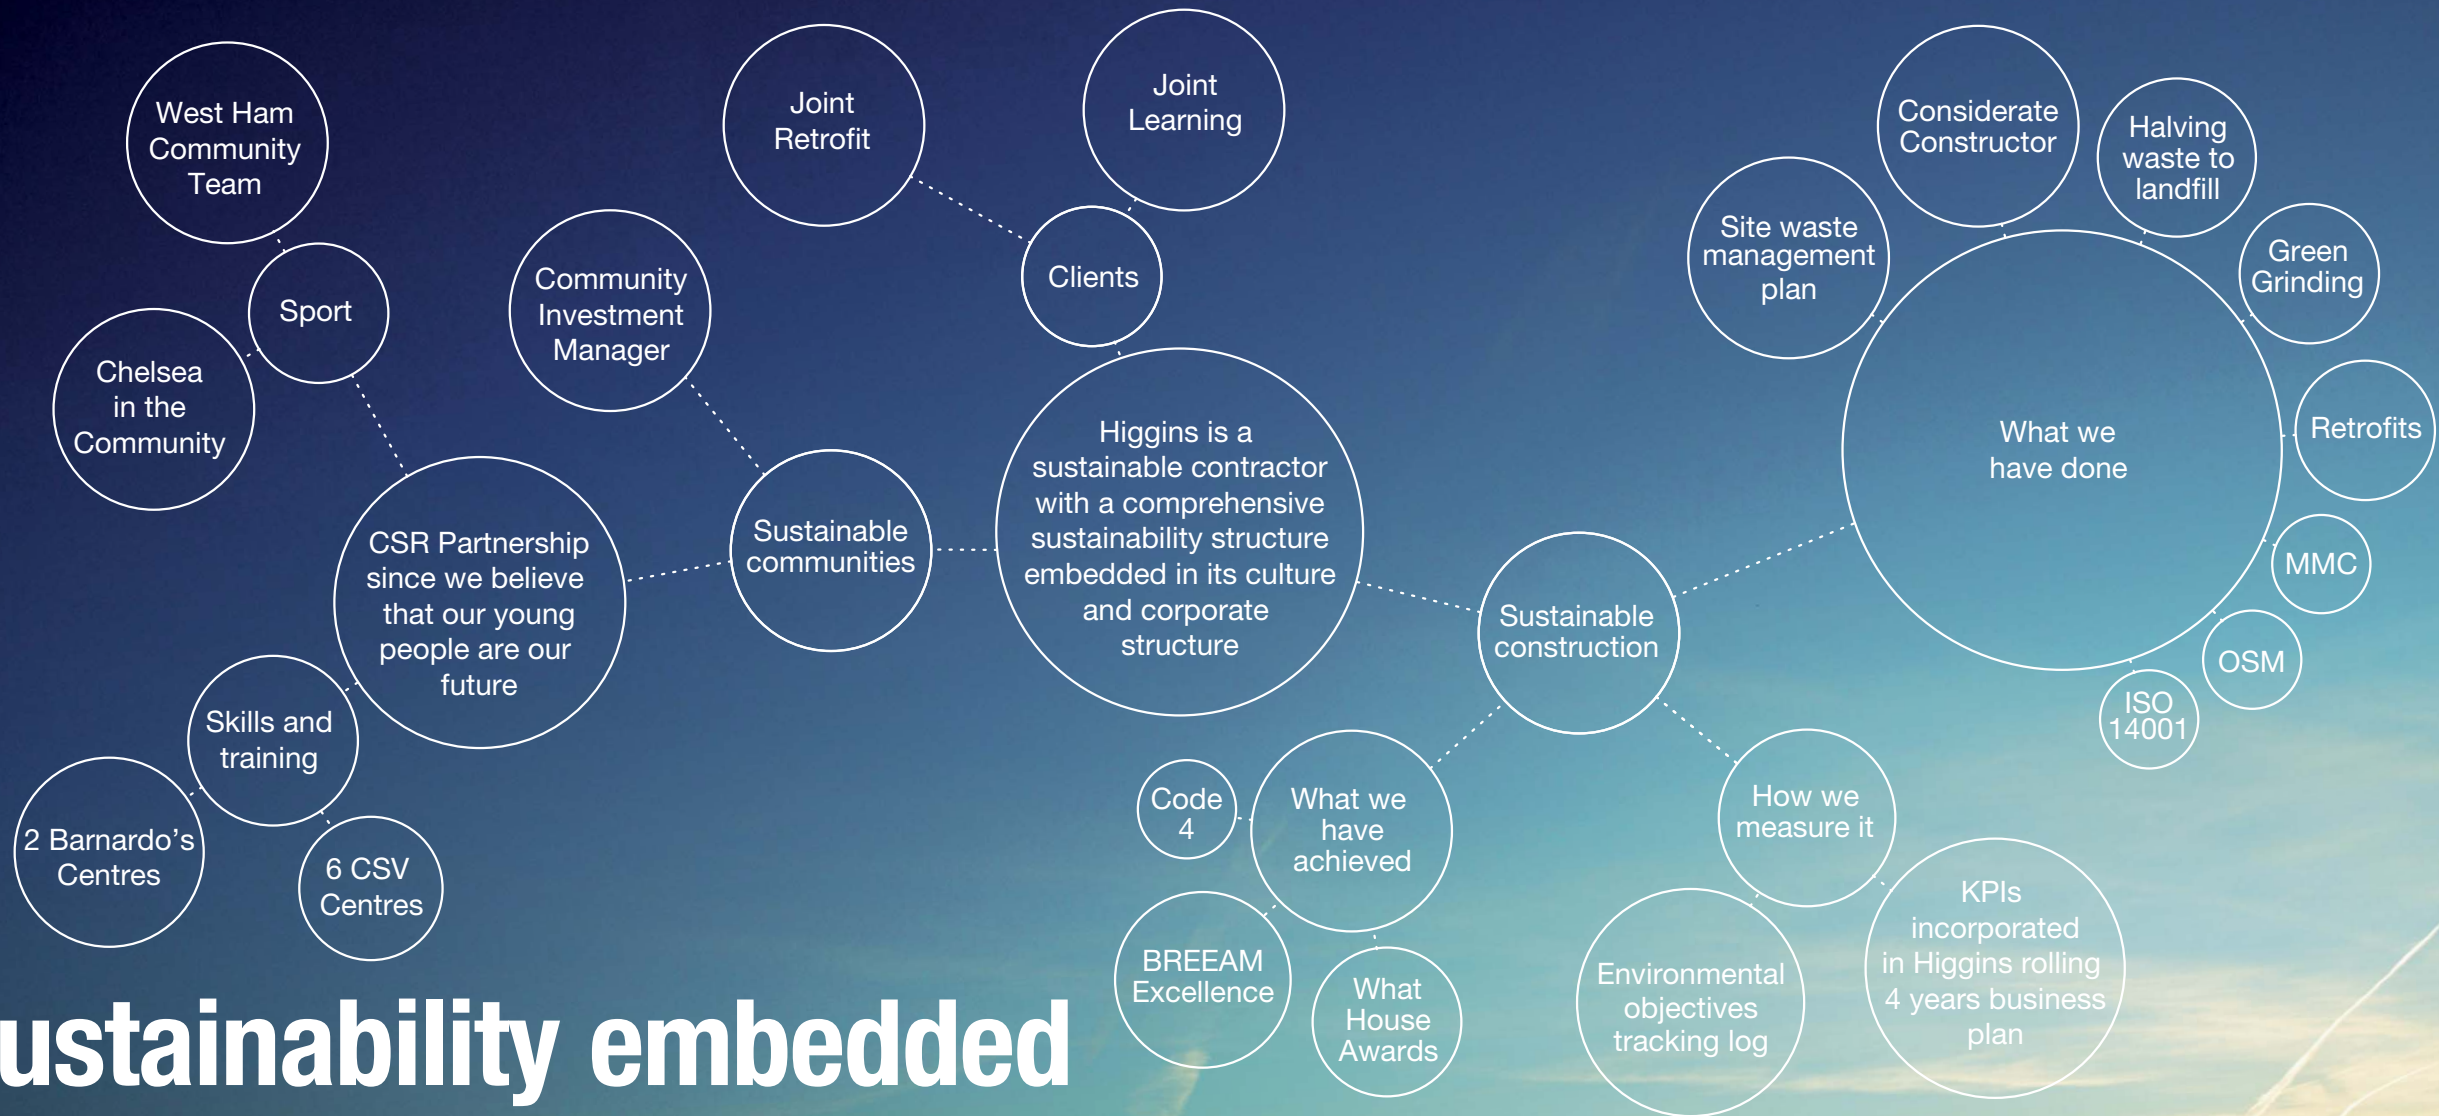 West Ham
Community
Team
Sport
Chelsea
in the
Community
CSR Partnership
since we believe
that our young
people are our
future
Skills and
training
2 Barnardo’s
Centres
6 CSV
Centres
Community
Investment
Manager
Sustainable
communities
Joint
Retrofit
Joint
Learning
Clients
Higgins is a
sustainable contractor
with a comprehensive
sustainability structure
embedded in its culture
and corporate
structure
Sustainable
construction
What we
have done
Site waste
management
plan
Considerate
Constructor
Halving
waste to
landfill
Green
Grinding
Retrofits
MMC
OSM
ISO
14001
What we
have
achieved
Code
4
BREEAM
Excellence
What
House
Awards
How we
measure it
Environmental
objectives
tracking log
KPIs
incorporated
in Higgins rolling
4 years business
plan
ustainability embedded